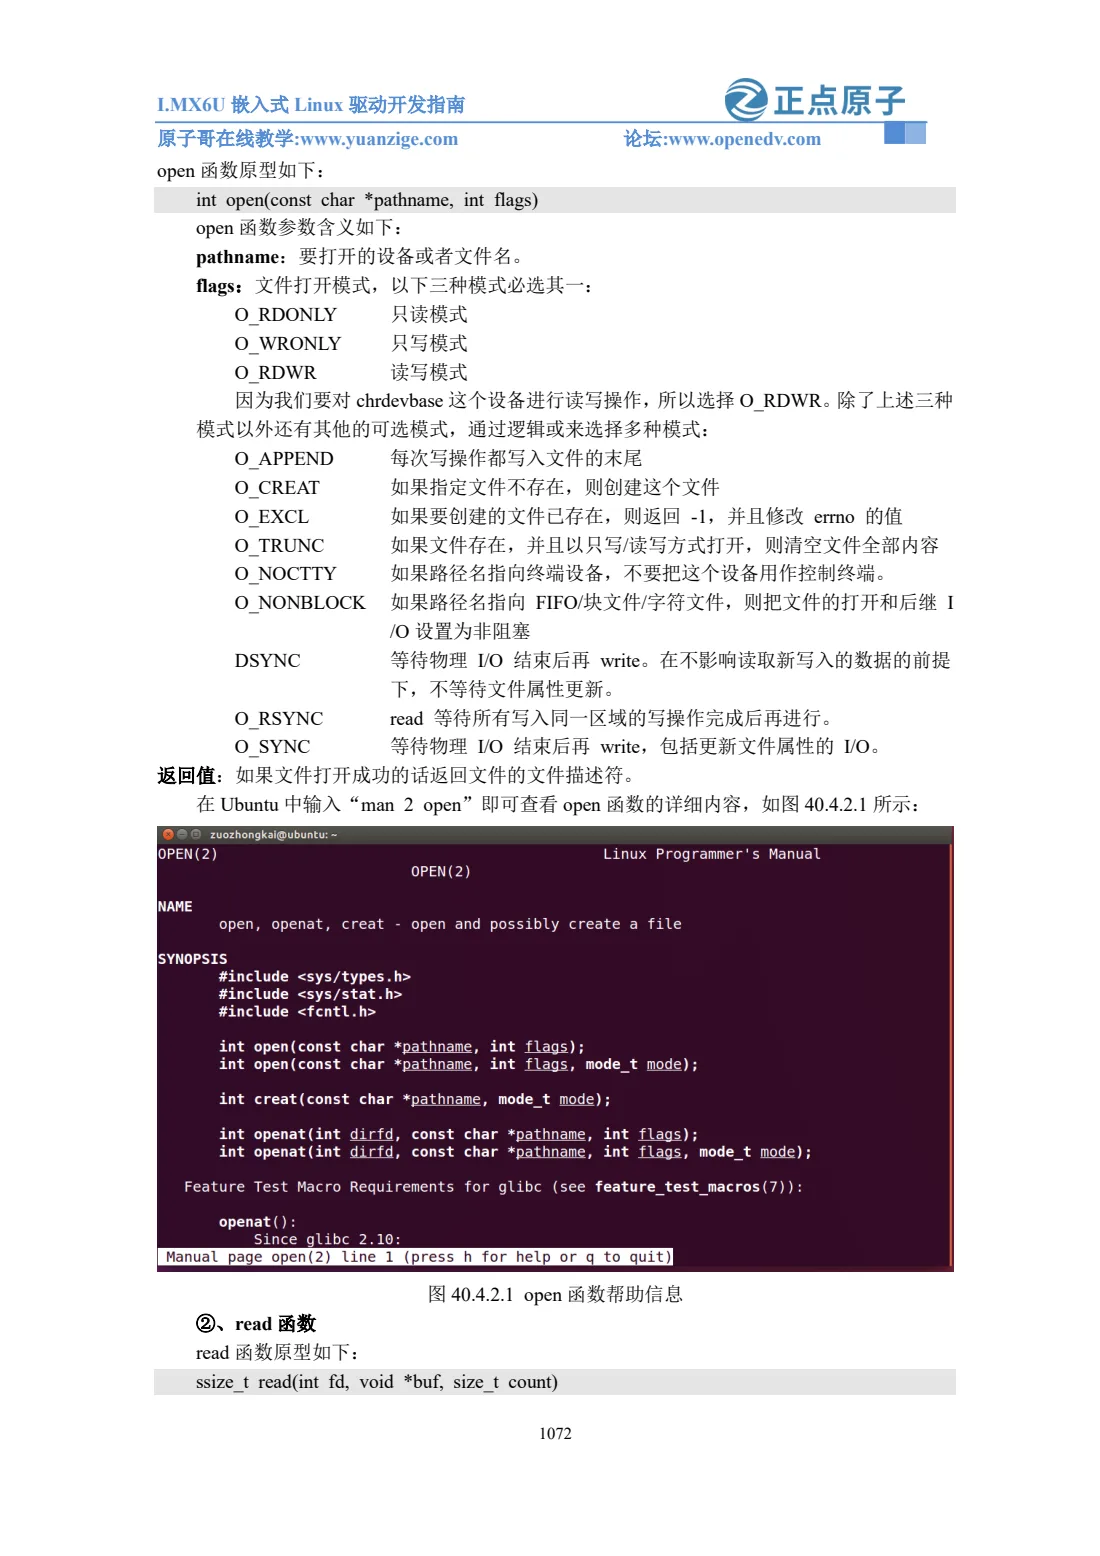 I.MX6U 嵌入式 Linux 驱动开发指南
正点原子
原子哥在线教学:www.yuanzige.com 论坛:www.openedv.com
open 函数原型如下：
int open(const char *pathname, int flags)
open 函数参数含义如下：
pathname：要打开的设备或者文件名。
flags：文件打开模式，以下三种模式必选其一：
O_RDONLY 只读模式
O_WRONLY 只写模式
O_RDWR 读写模式
因为我们要对 chrdevbase 这个设备进行读写操作，所以选择 O_RDWR。除了上述三种
模式以外还有其他的可选模式，通过逻辑或来选择多种模式：
O_APPEND 每次写操作都写入文件的末尾
O_CREAT 如果指定文件不存在，则创建这个文件
O_EXCL 如果要创建的文件已存在，则返回 -1，并且修改 errno 的值
O_TRUNC 如果文件存在，并且以只写/读写方式打开，则清空文件全部内容
O_NOCTTY 如果路径名指向终端设备，不要把这个设备用作控制终端。
O_NONBLOCK 如果路径名指向 FIFO/块文件/字符文件，则把文件的打开和后继 I
/O 设置为非阻塞
DSYNC 等待物理 I/O 结束后再 write。在不影响读取新写入的数据的前提
下，不等待文件属性更新。
O_RSYNC read 等待所有写入同一区域的写操作完成后再进行。
O_SYNC 等待物理 I/O 结束后再 write，包括更新文件属性的 I/O。
返回值：如果文件打开成功的话返回文件的文件描述符。
在 Ubuntu 中输入“man 2 open”即可查看 open 函数的详细内容，如图 40.4.2.1 所示：
zuozhongkai@ubuntu: ~
OPEN(2) Linux Programmer's Manual
OPEN(2)
NAME
open, openat, creat - open and possibly create a file
SYNOPSIS
#include <sys/types.h>
#include <sys/stat.h>
#include <fcntl.h>
int open(const char *pathname, int flags);
int open(const char *pathname, int flags, mode_t mode);
int creat(const char *pathname, mode_t mode);
int openat(int dirfd, const char *pathname, int flags);
int openat(int dirfd, const char *pathname, int flags, mode_t mode);
Feature Test Macro Requirements for glibc (see feature_test_macros(7)):
openat():
Since glibc 2.10:
Manual page open(2) line 1 (press h for help or q to quit)
图 40.4.2.1 open 函数帮助信息
②、read 函数
read 函数原型如下：
ssize_t read(int fd, void *buf, size_t count)
1072